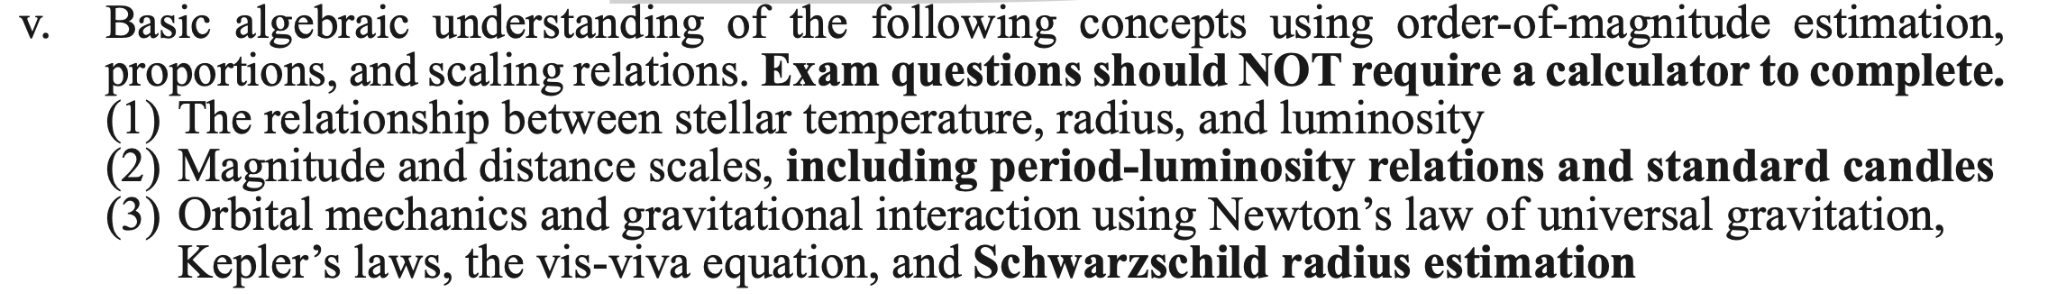 v. Basic algebraic understanding of the following concepts using order-of-magnitude estimation,
proportions, and scaling relations. Exam questions should NOT require a calculator to complete.
(1) The relationship between stellar temperature, radius, and luminosity
(2) Magnitude and distance scales, including period-luminosity relations and standard candles
(3) Orbital mechanics and gravitational interaction using Newton’s law of universal gravitation,
Kepler’s laws, the vis-viva equation, and Schwarzschild radius estimation